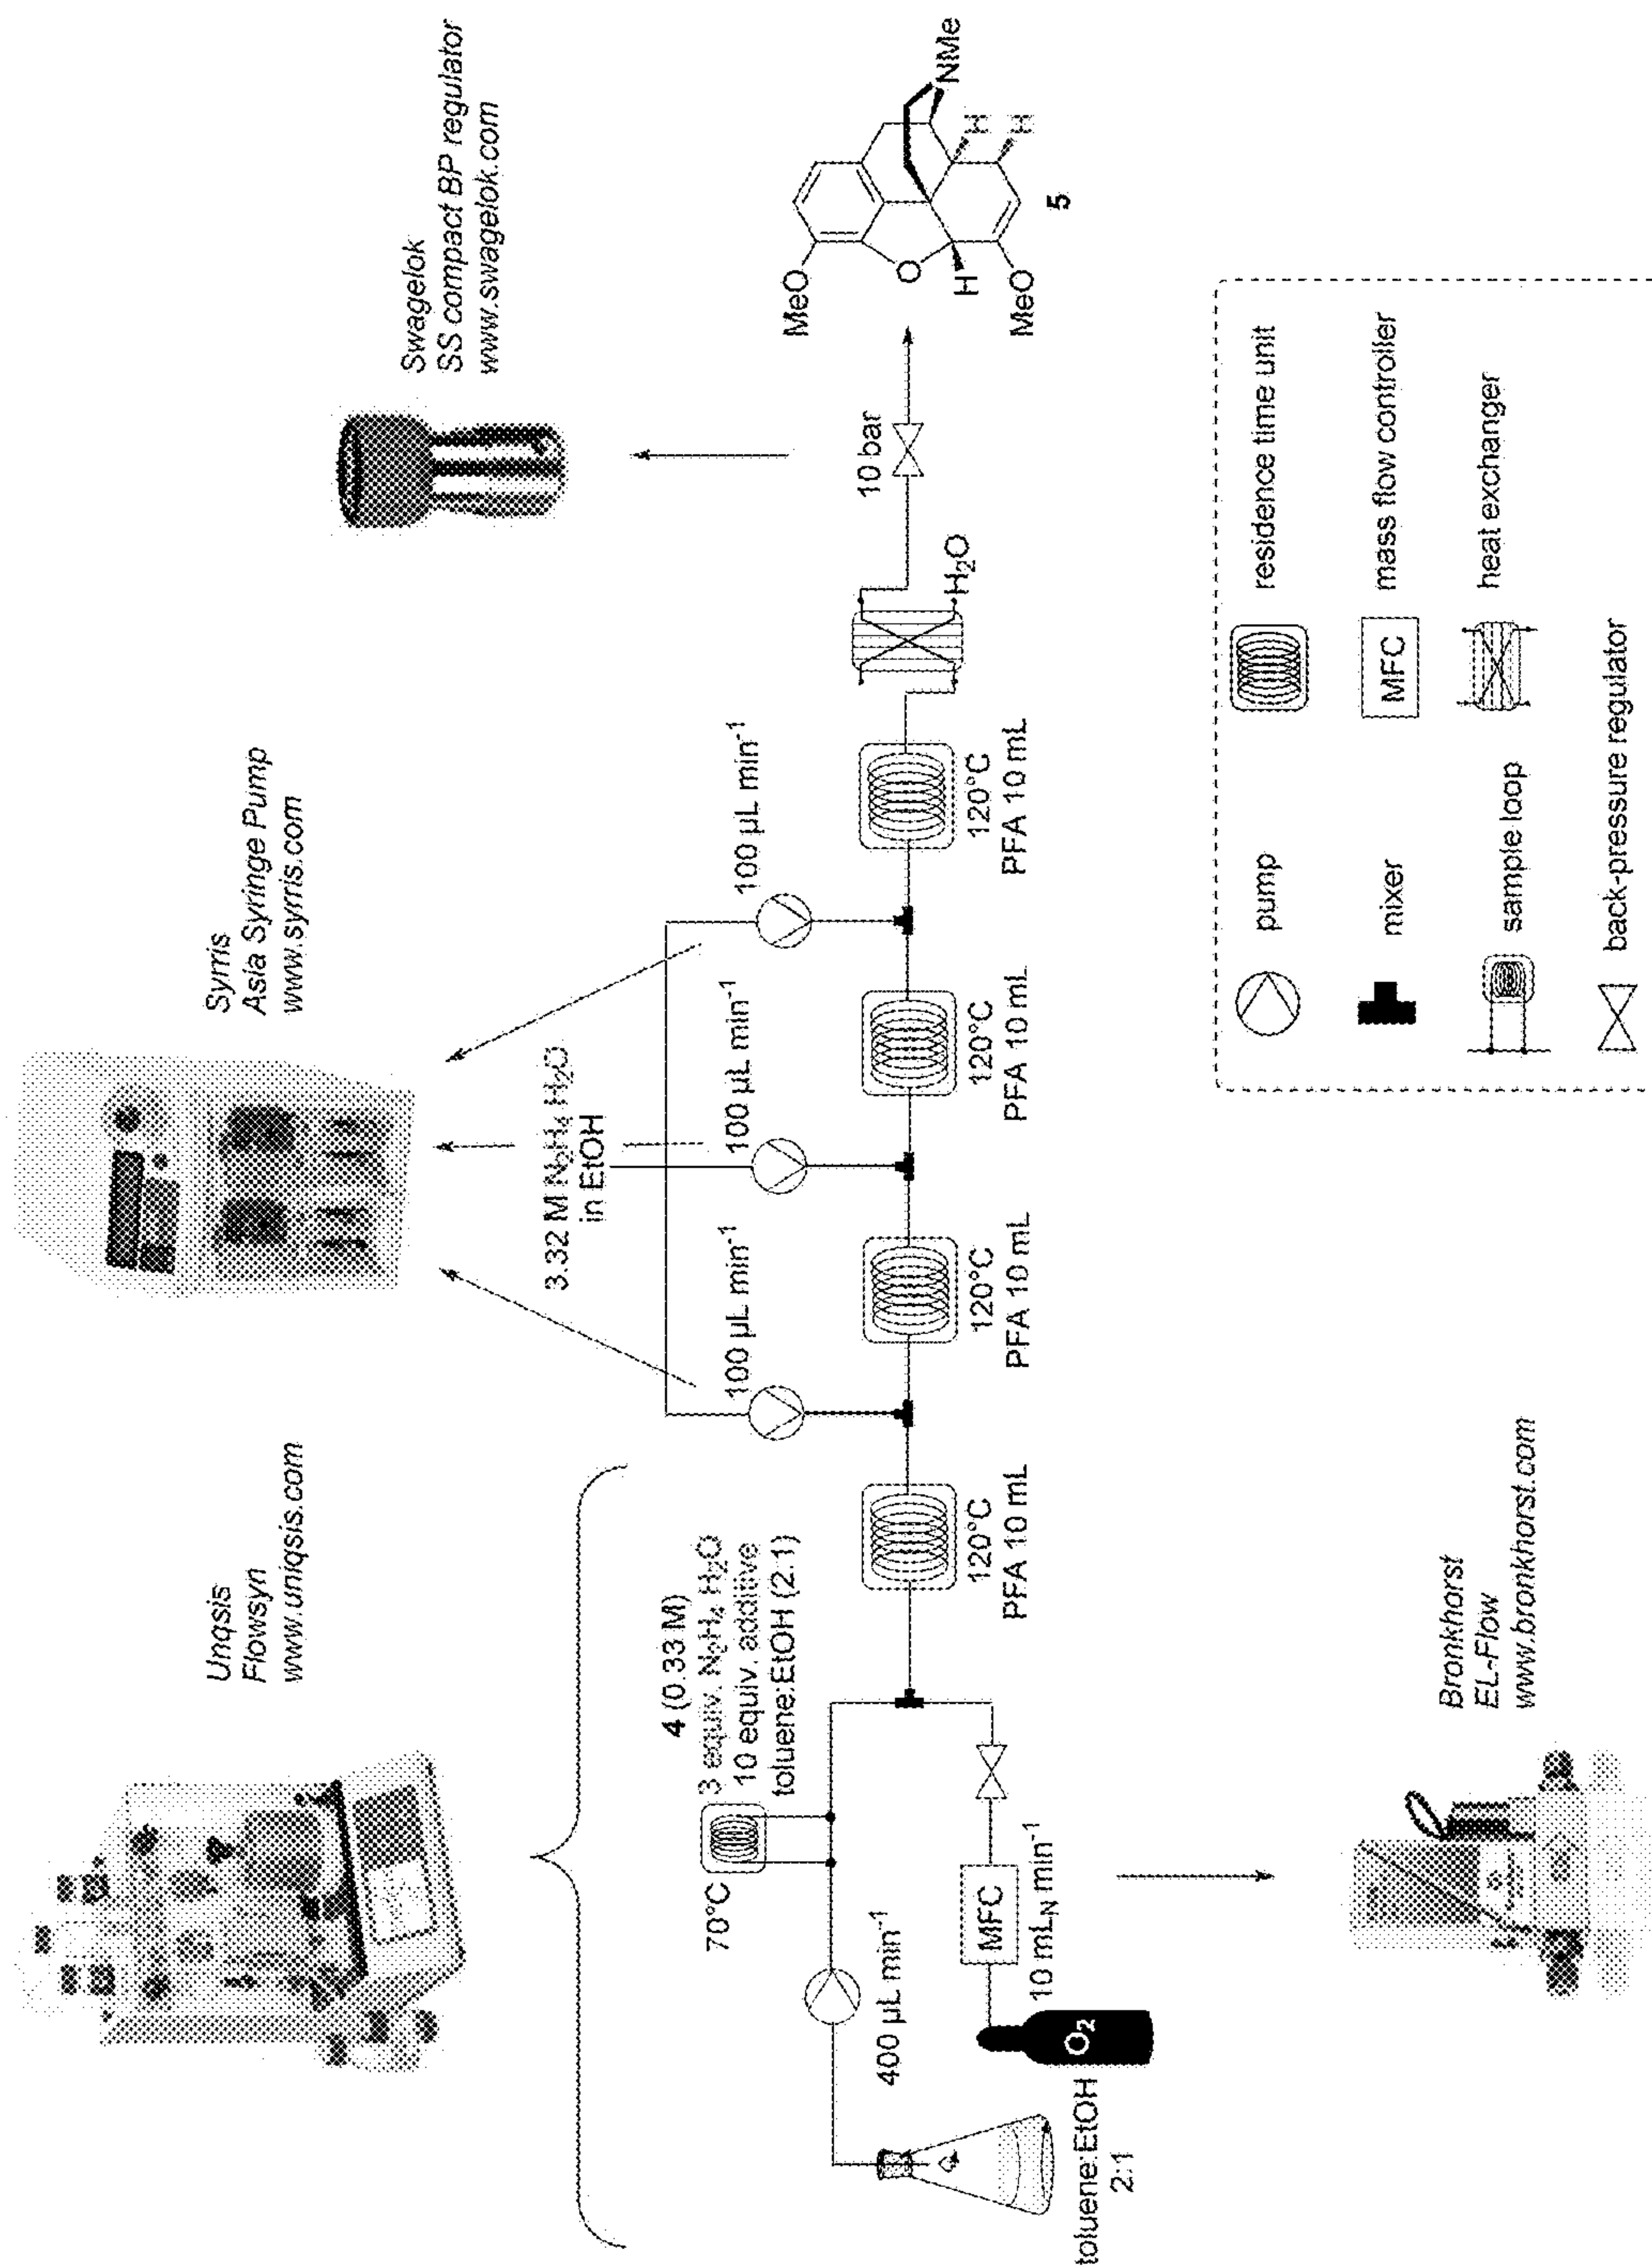 Unqsis
Flowsyn
www.uniqsis.com
Syrris
Asia Syringe Pump
www.syrris.com
Swagelok
SS compact BP regulator
www.swagelok.com
4 (0.33 M)
3 equiv. N₂H₄ H₂O
10 equiv. additive
toluene:EtOH (2:1)
70°C
400 µL min⁻¹
toluene:EtOH
2:1
O₂
MFC
10 mL_N min⁻¹
3.32 M N₂H₄ H₂O
in EtOH
100 µL min⁻¹
100 µL min⁻¹
100 µL min⁻¹
120°C
PFA 10 mL
120°C
PFA 10 mL
120°C
PFA 10 mL
120°C
PFA 10 mL
H₂O
10 bar
MeO
O
H
MeO
NMe
H
H
5
Bronkhorst
EL-Flow
www.bronkhorst.com
pump
residence time unit
mixer
MFC
mass flow controller
sample loop
heat exchanger
back-pressure regulator